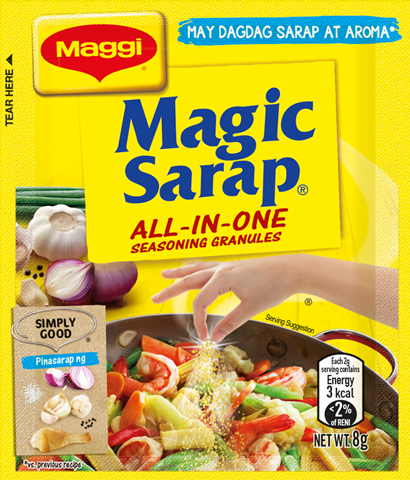 Maggi
®
MAY DAGDAG SARAP AT AROMA*
TEAR HERE
Magic
Sarap®
ALL-IN-ONE
SEASONING GRANULES
®
Serving Suggestion
SIMPLY
GOOD®
Pinasarap ng
Each 2g
serving contains
Energy
3 kcal
<2%
of RENI
NET WT. 8g
*vs. previous recipe